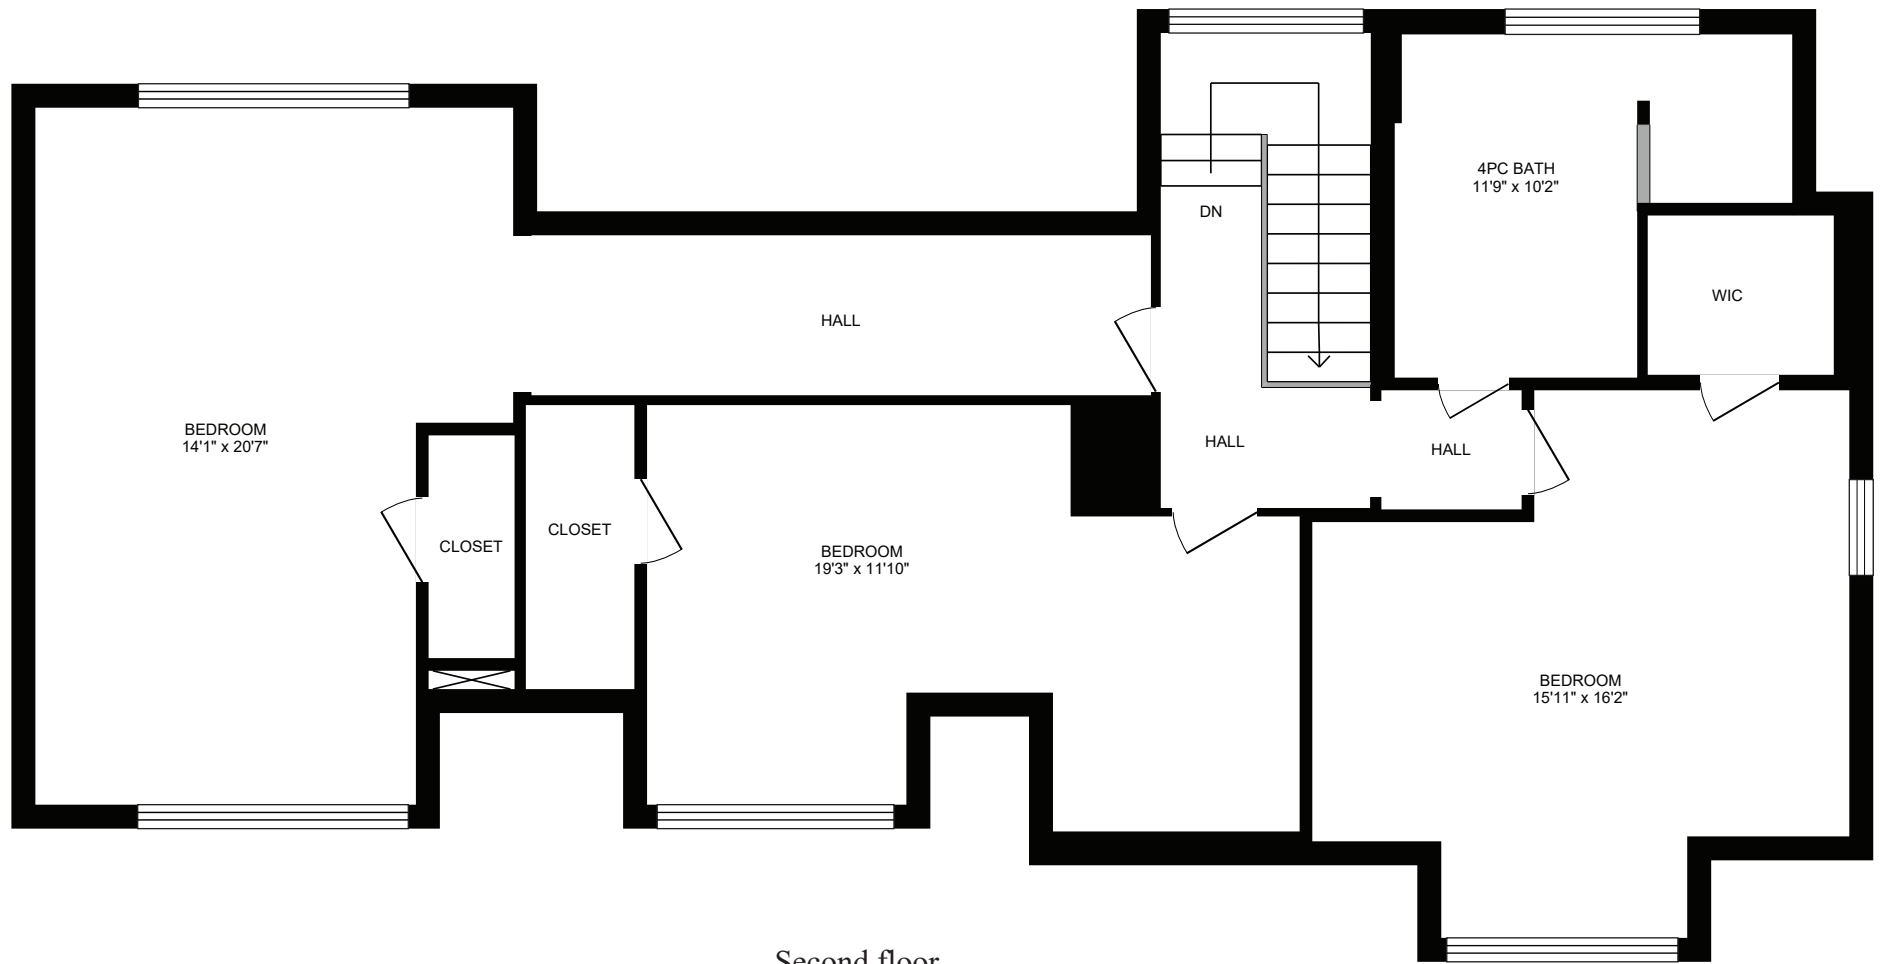 4PC BATH
11'9" x 10'2"
DN
WIC
HALL
BEDROOM
14'1" x 20'7"
HALL
HALL
CLOSET
CLOSET
BEDROOM
19'3" x 11'10"
BEDROOM
15'11" x 16'2"
Second floor